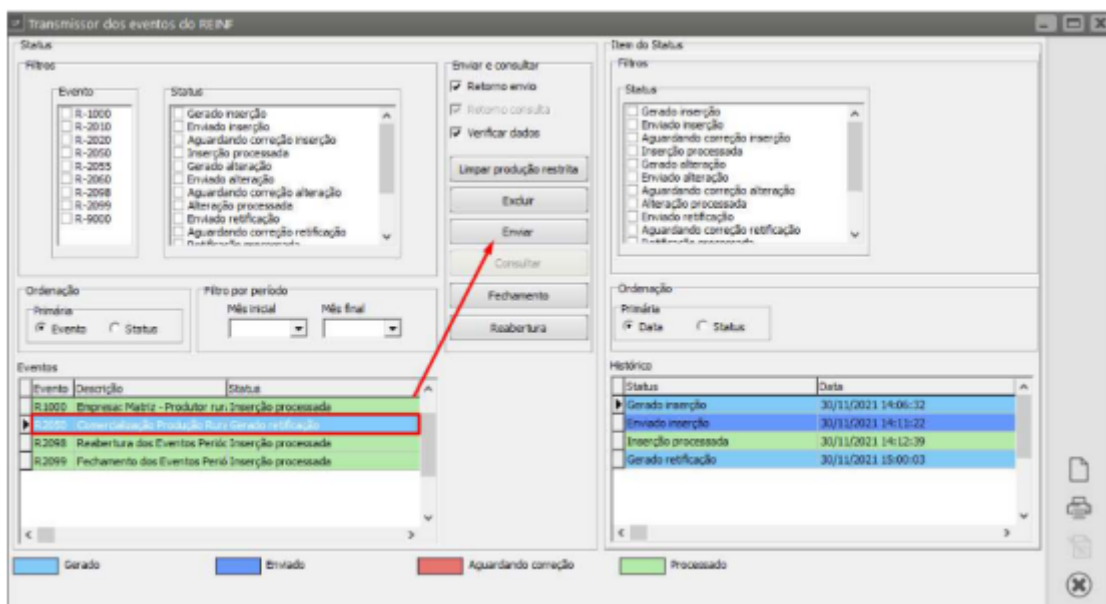 Transmissor dos eventos do REINF
Status
Filtros
Evento
R-1000
R-2010
R-2020
R-2050
R-2055
R-2060
R-2098
R-2099
R-9000
Status
Gerado inserção
Enviado inserção
Aguardando correção inserção
Inserção processada
Gerado alteração
Enviado alteração
Aguardando correção alteração
Alteração processada
Enviado retificação
Aguardando correção retificação
Retificação processada
Enviar e consultar
Retorno envio
Retorno consulta
Verificar dados
Limpar produção restrita
Excluir
Enviar
Consultar
Fechamento
Reabertura
Ordenação
Primária
Evento Status
Filtro por período
Mês inicial Mês final
Eventos
Evento Descrição Status
R1000 Empresa: Matriz - Produtor run Inserção processada
R2050 Comercialização Produção Rura Gerado retificação
R2098 Reabertura dos Eventos Perió Inserção processada
R2099 Fechamento dos Eventos Perió Inserção processada
Item do Status
Filtros
Status
Gerado inserção
Enviado inserção
Aguardando correção inserção
Inserção processada
Gerado alteração
Enviado alteração
Aguardando correção alteração
Alteração processada
Enviado retificação
Aguardando correção retificação
Retificação processada
Ordenação
Primária
Data Status
Histórico
Status Data
Gerado inserção 30/11/2021 14:06:32
Enviado inserção 30/11/2021 14:11:22
Inserção processada 30/11/2021 14:12:39
Gerado retificação 30/11/2021 15:00:03
Gerado Enviado Aguardando correção Processado